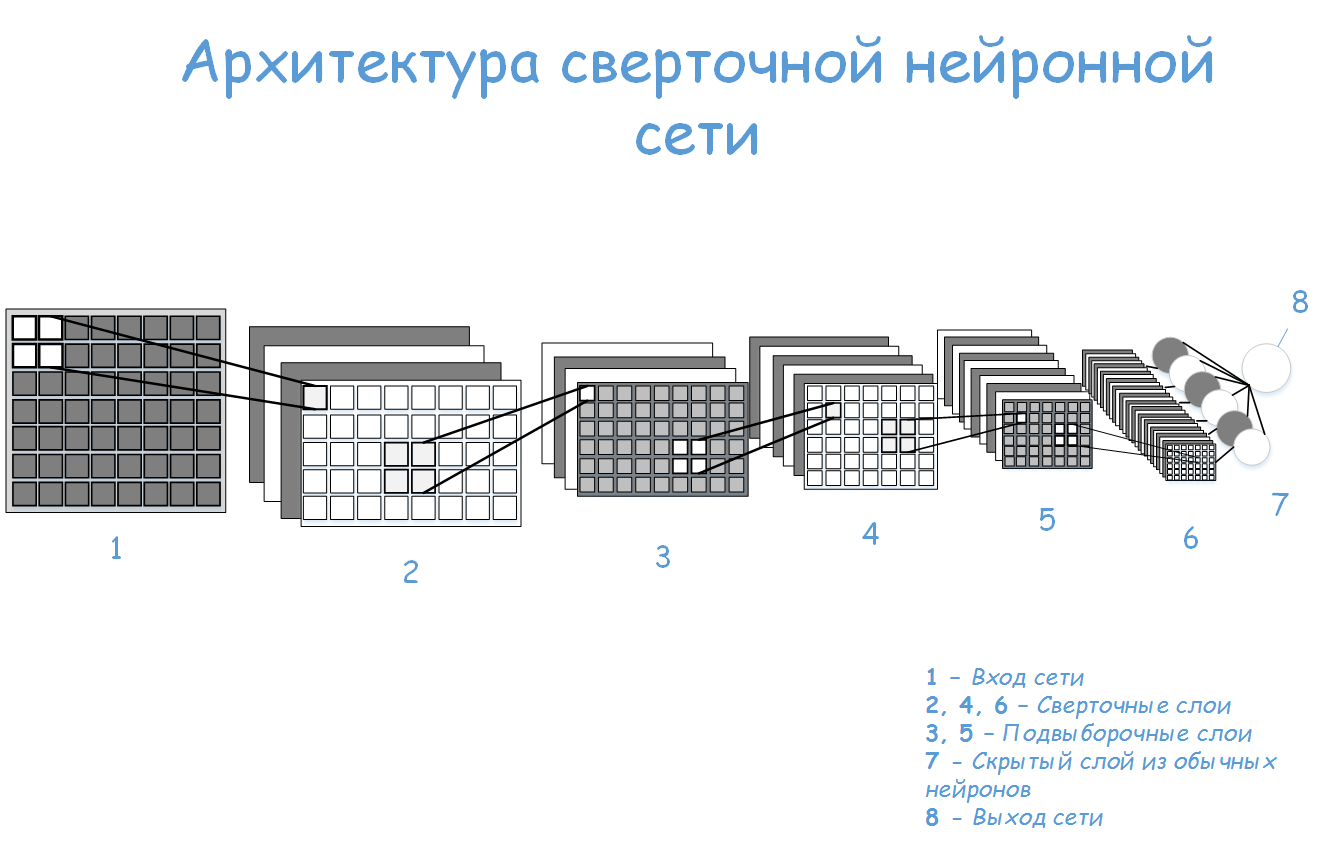 Архитектура сверточной нейронной
сети
8
1
2
3
4
5
6
7
1 – Вход сети
2, 4, 6 – Сверточные слои
3, 5 – Подвыборочные слои
7 - Скрытый слой из обычных
нейронов
8 - Выход сети